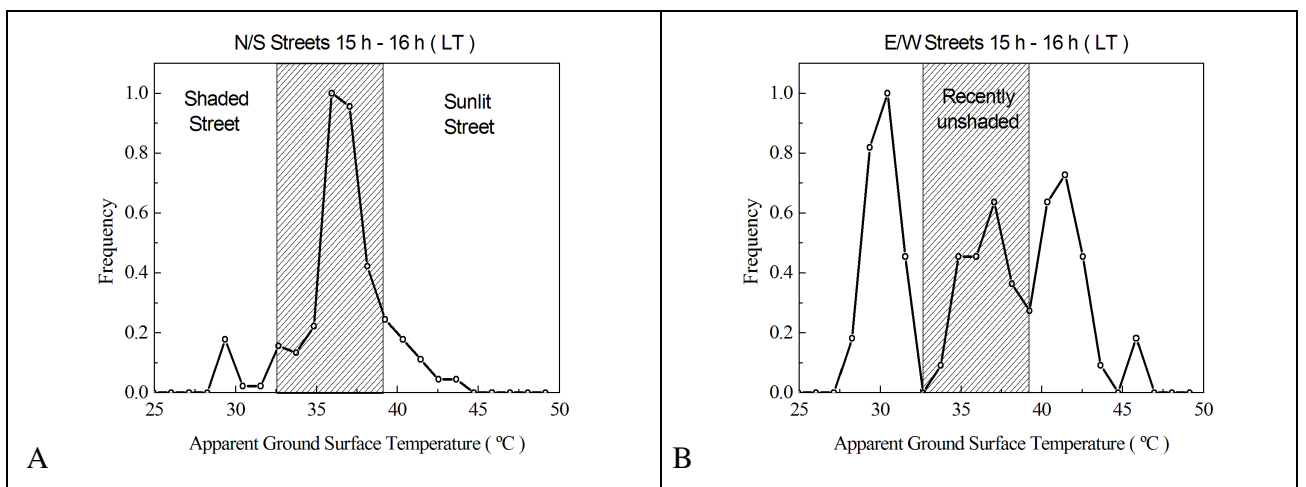 N/S Streets 15 h - 16 h ( LT )
Shaded
Street
Sunlit
Street
1.0
0.8
0.6
0.4
0.2
0.0
Frequency
25 30 35 40 45 50
Apparent Ground Surface Temperature ( ºC )
A
E/W Streets 15 h - 16 h ( LT )
Recently
unshaded
1.0
0.8
0.6
0.4
0.2
0.0
Frequency
25 30 35 40 45 50
Apparent Ground Surface Temperature ( ºC )
B